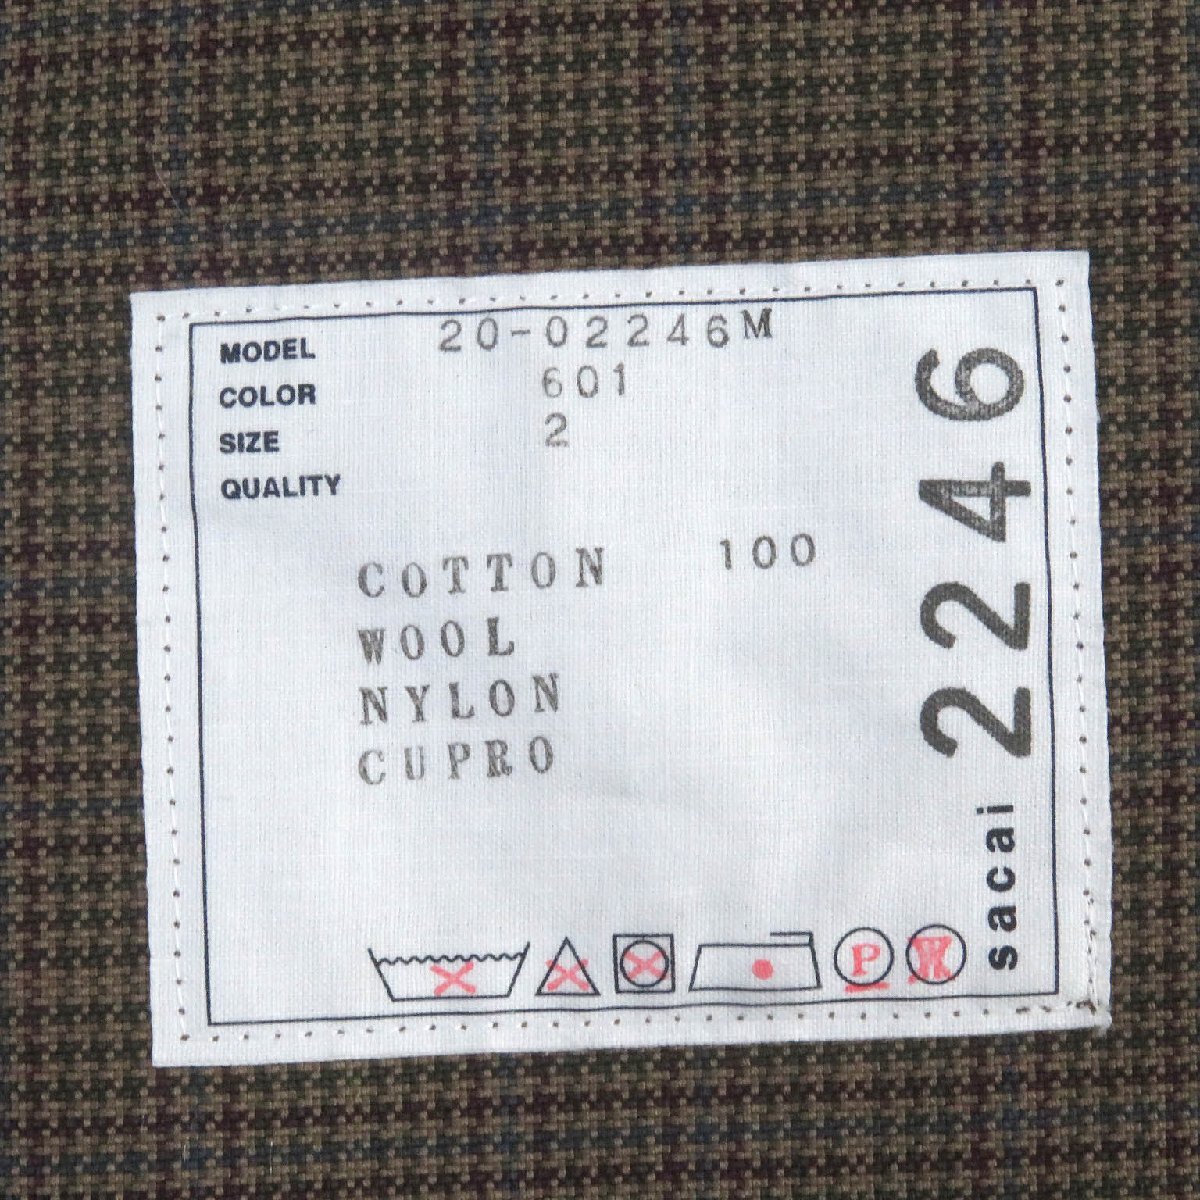 MODEL 20-02246M
COLOR 601
SIZE 2
QUALITY
COTTON 100
WOOL
NYLON
CUPRO
P W
sacai 2246